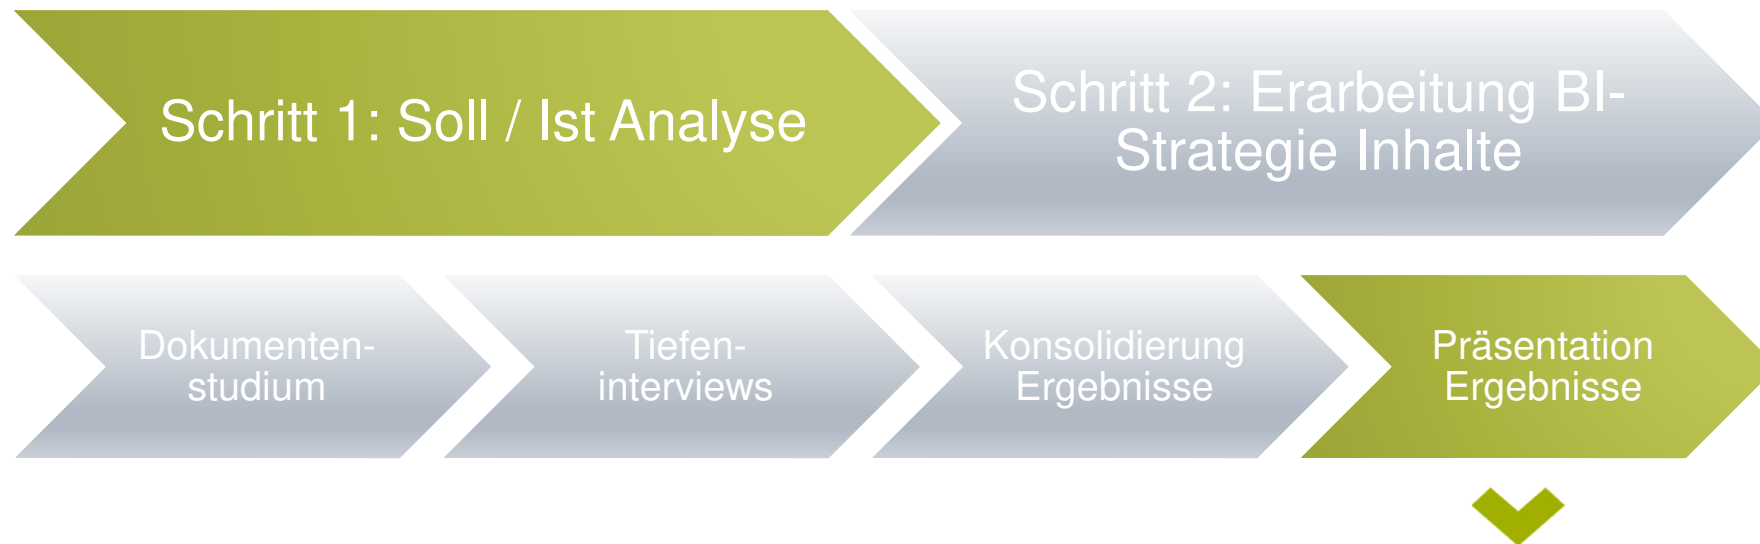 Schritt 1: Soll / Ist Analyse
Schritt 2: Erarbeitung BI-
Strategie Inhalte
Dokumenten-
studium
Tiefen-
interviews
Konsolidierung
Ergebnisse
Präsentation
Ergebnisse